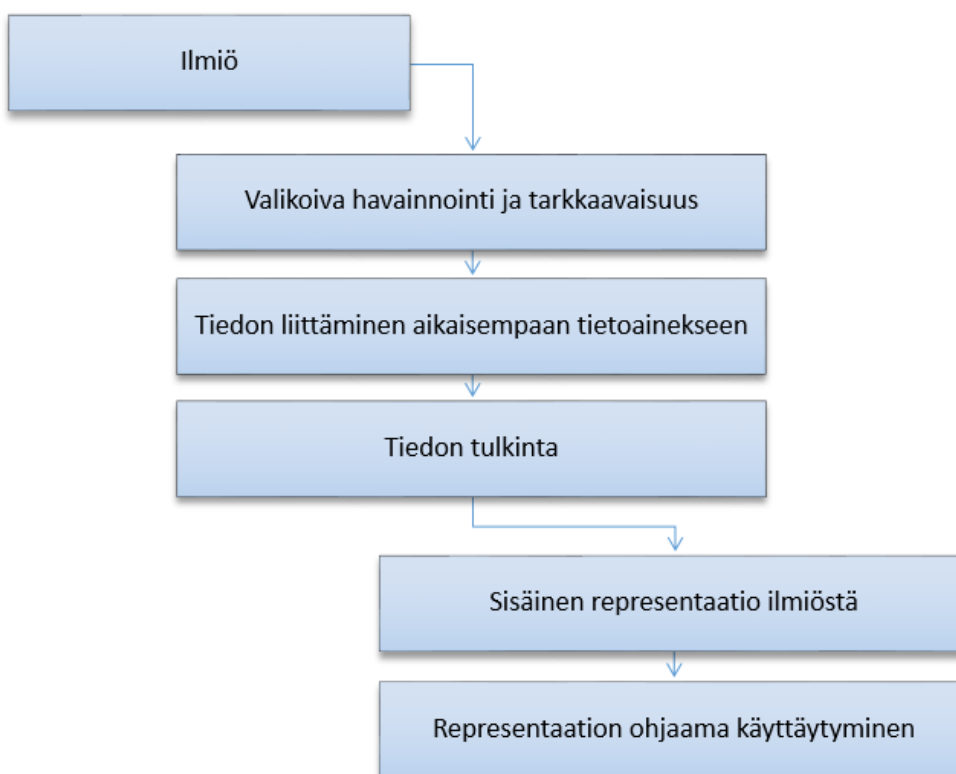 Ilmiö
Valikoiva havainnointi ja tarkkaavaisuus
Tiedon liittäminen aikaisempaan tietoainekseen
Tiedon tulkinta
Sisäinen representaatio ilmiöstä
Representaation ohjaama käyttäytyminen